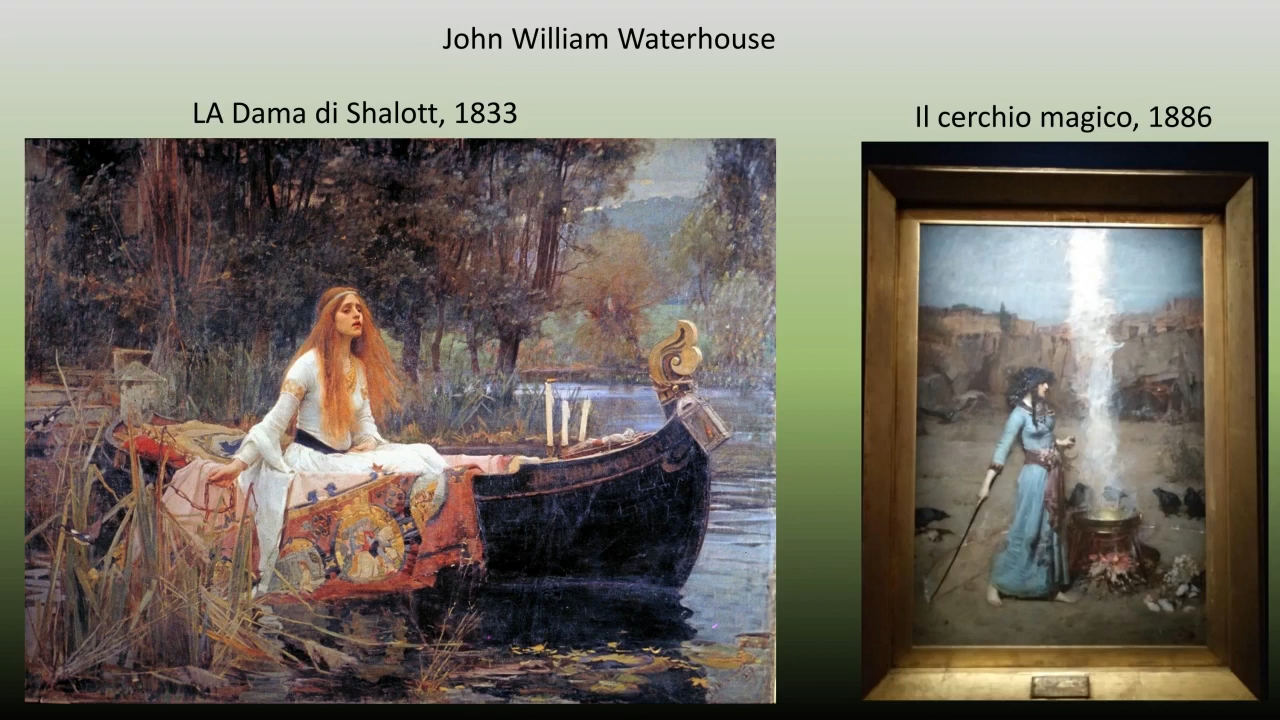 John William Waterhouse
LA Dama di Shalott, 1833
Il cerchio magico, 1886